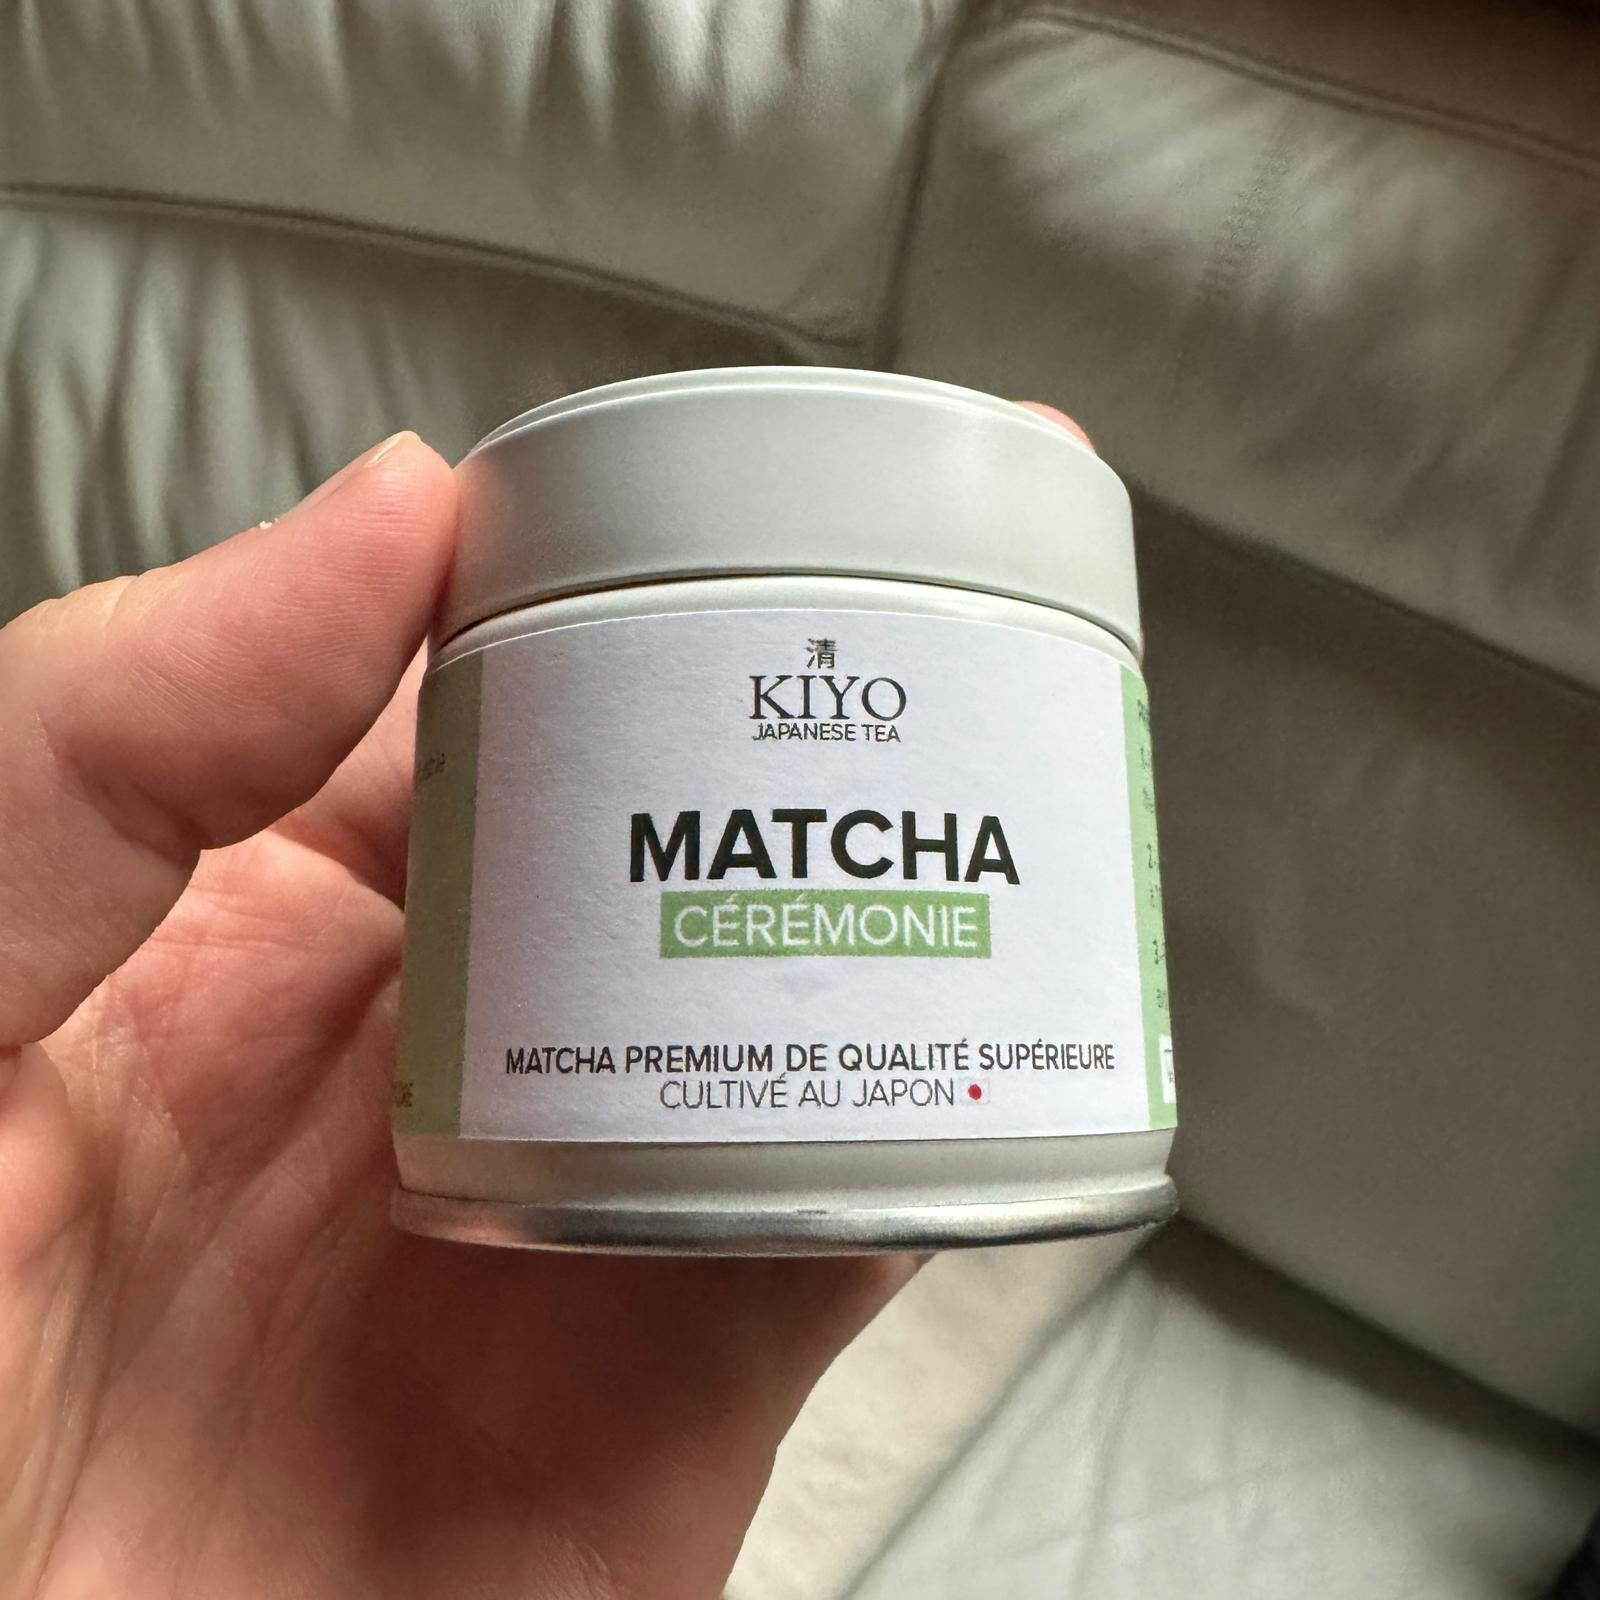 清
KIYO
JAPANESE TEA
MATCHA
CÉRÉMONIE
MATCHA PREMIUM DE QUALITÉ SUPÉRIEURE
CULTIVÉ AU JAPON